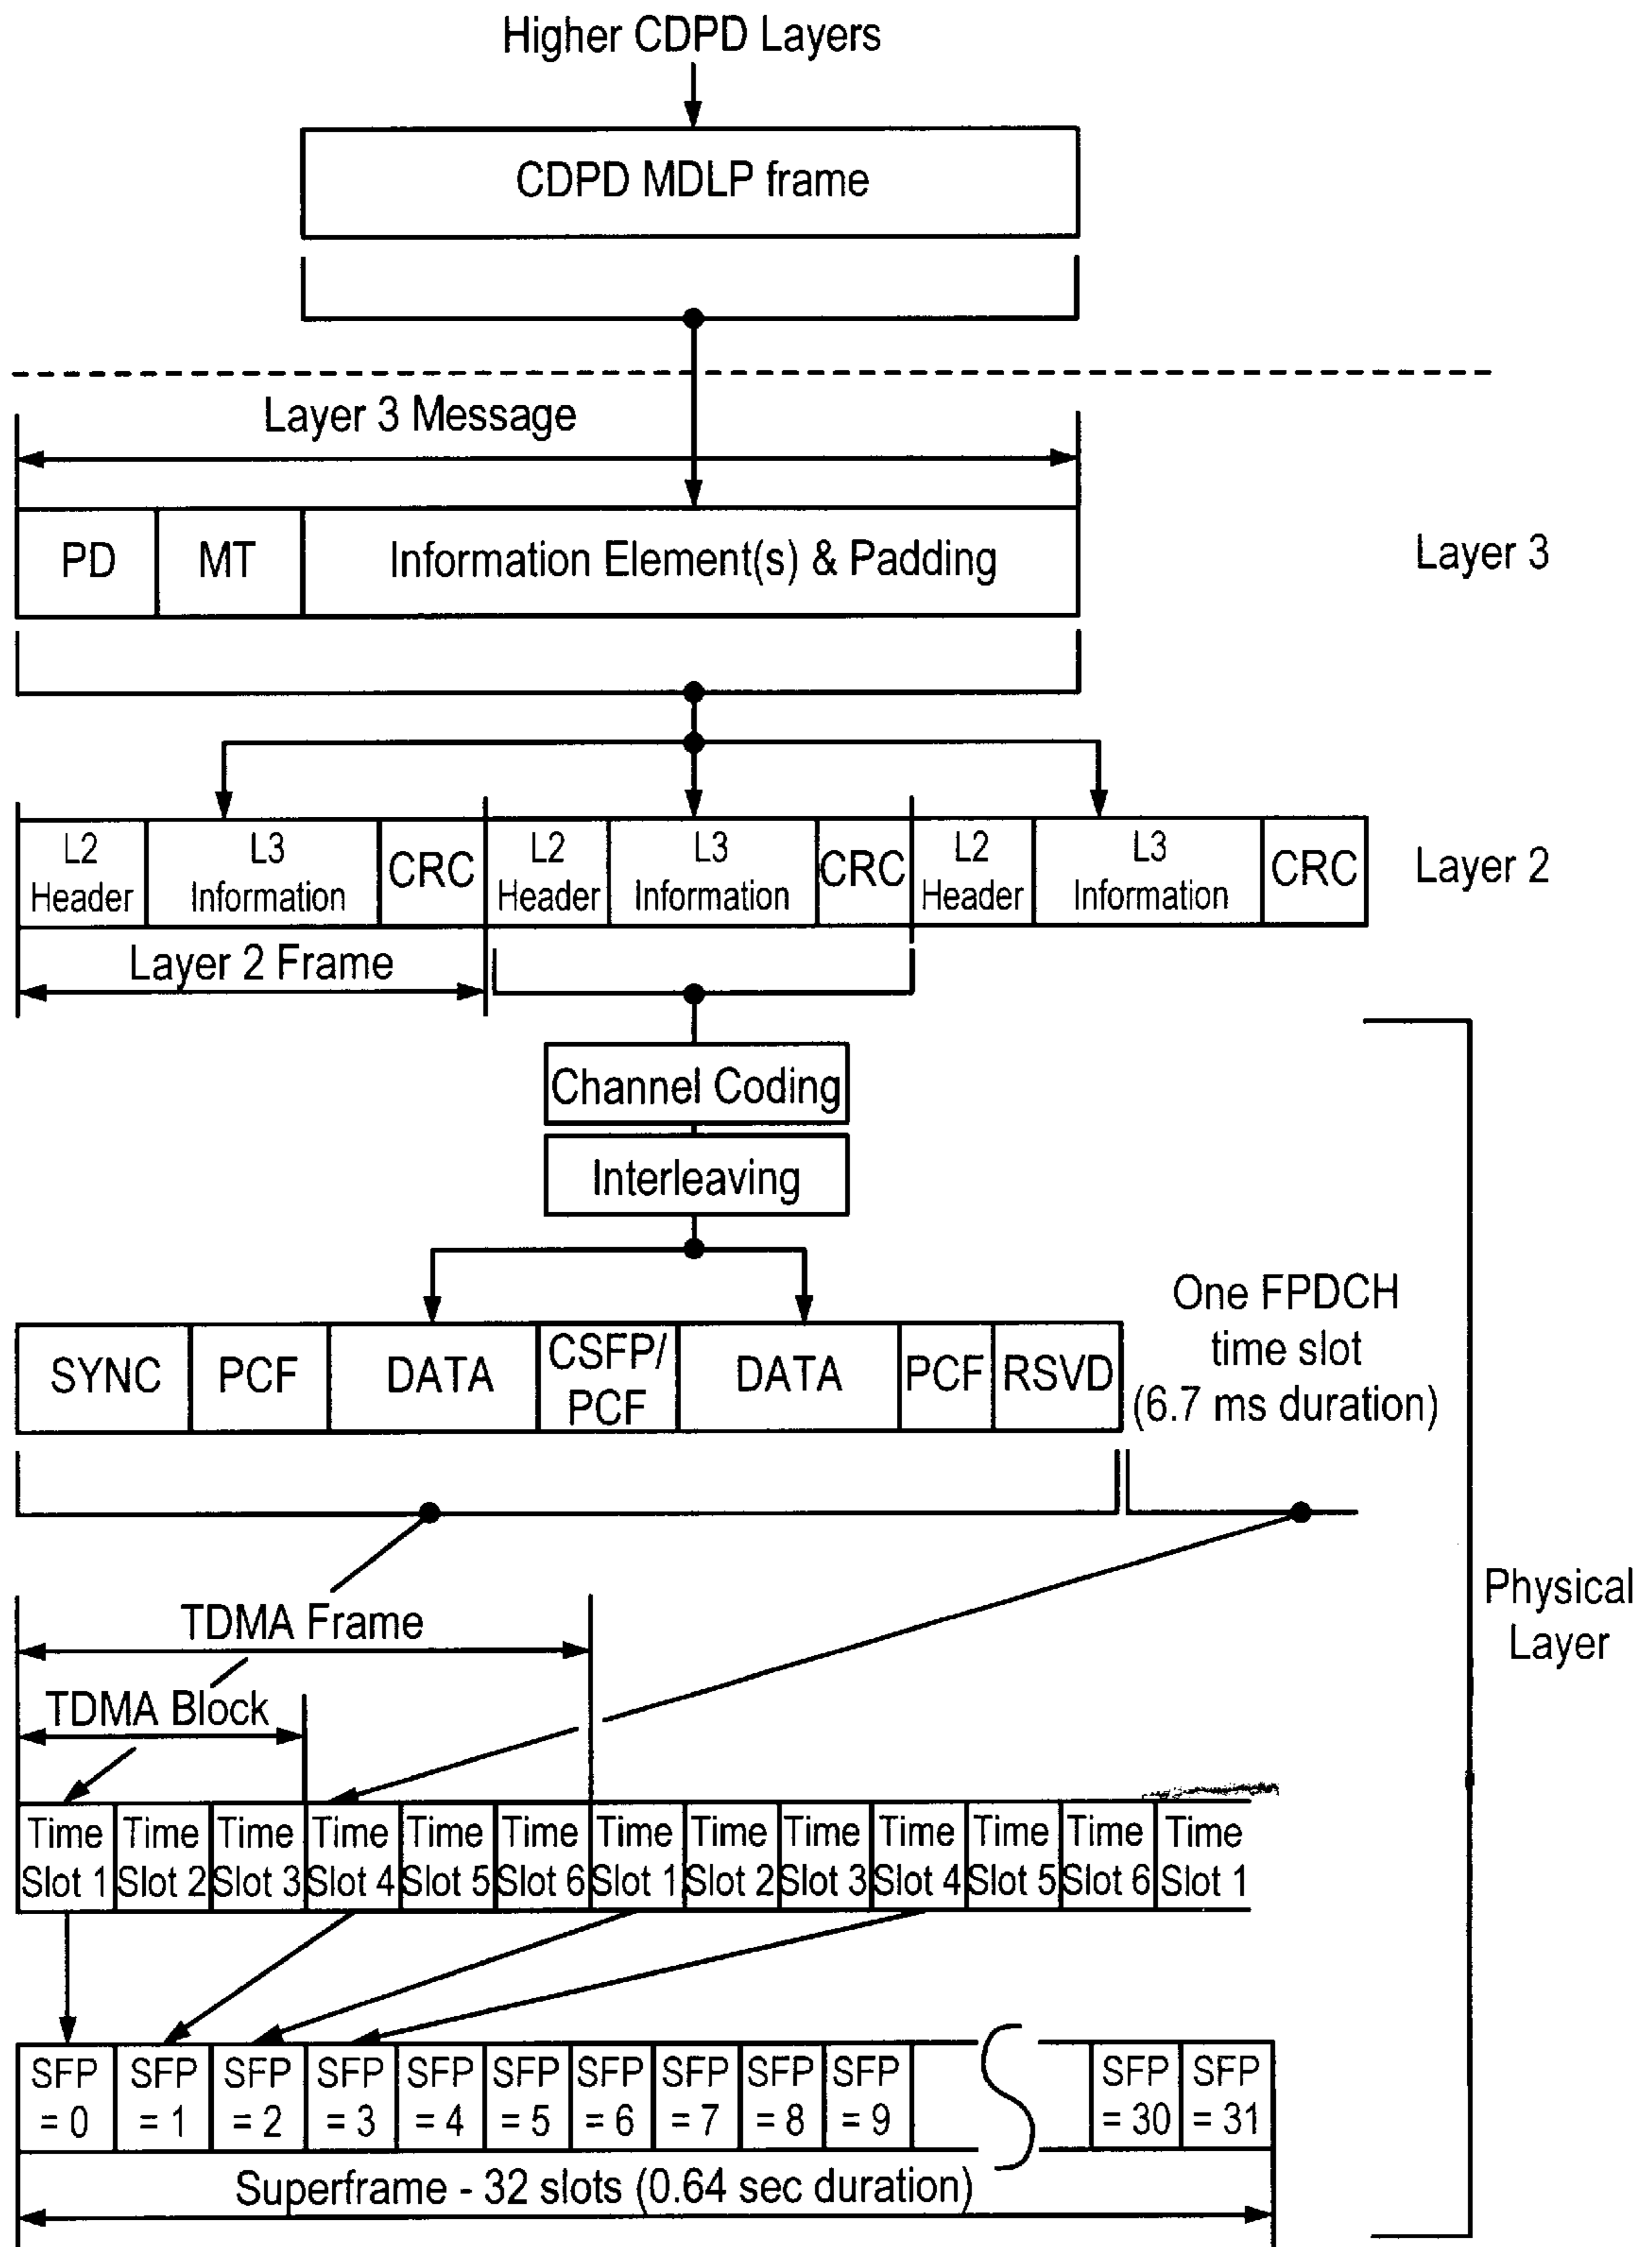 Higher CDPD Layers
CDPD MDLP frame
Layer 3 Message
PD MT Information Element(s) & Padding
Layer 3
L2 Header L3 Information CRC L2 Header L3 Information CRC L2 Header L3 Information CRC
Layer 2
Layer 2 Frame
Channel Coding
Interleaving
One FPDCH
time slot
(6.7 ms duration)
SYNC PCF DATA CSFP/ PCF DATA PCF RSVD
Physical
Layer
TDMA Frame
TDMA Block
Time Time Time Time Time Time Time Time Time Time Time Time Time
Slot 1 Slot 2 Slot 3 Slot 4 Slot 5 Slot 6 Slot 1 Slot 2 Slot 3 Slot 4 Slot 5 Slot 6 Slot 1
SFP SFP SFP SFP SFP SFP SFP SFP SFP SFP SFP SFP
= 0 = 1 = 2 = 3 = 4 = 5 = 6 = 7 = 8 = 9 = 30 = 31
Superframe - 32 slots (0.64 sec duration)